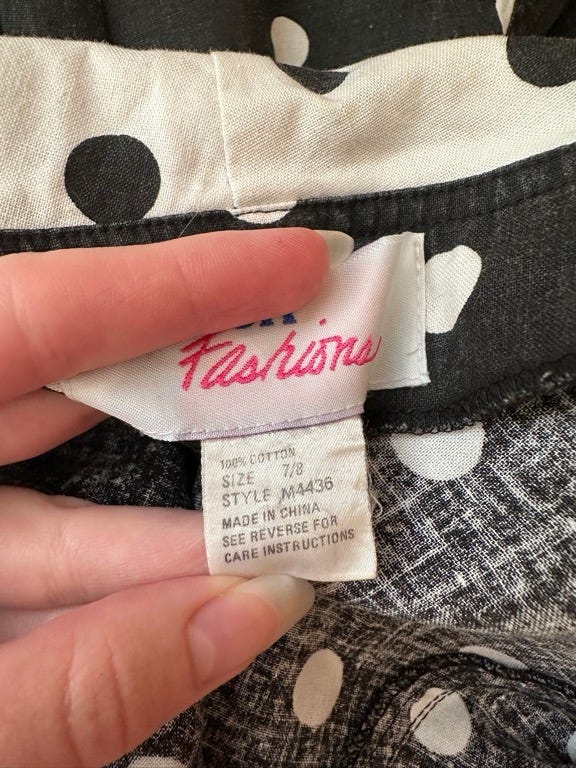 Fashions
100% COTTON
SIZE 7/8
STYLE M4436
MADE IN CHINA
SEE REVERSE FOR
CARE INSTRUCTIONS